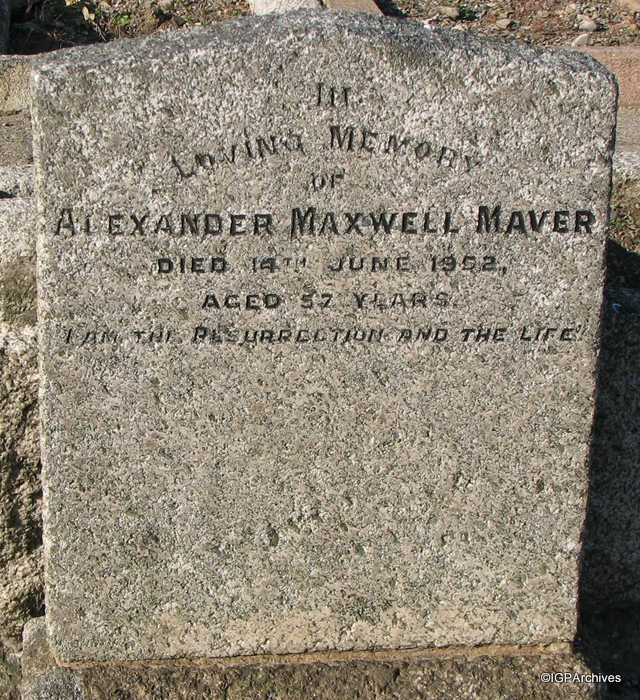 IN
LOVING MEMORY
OF
ALEXANDER MAXWELL MAVER
DIED 14TH JUNE 1952,
AGED 57 YEARS.
"I AM THE RESURRECTION AND THE LIFE"
©IGPArchives